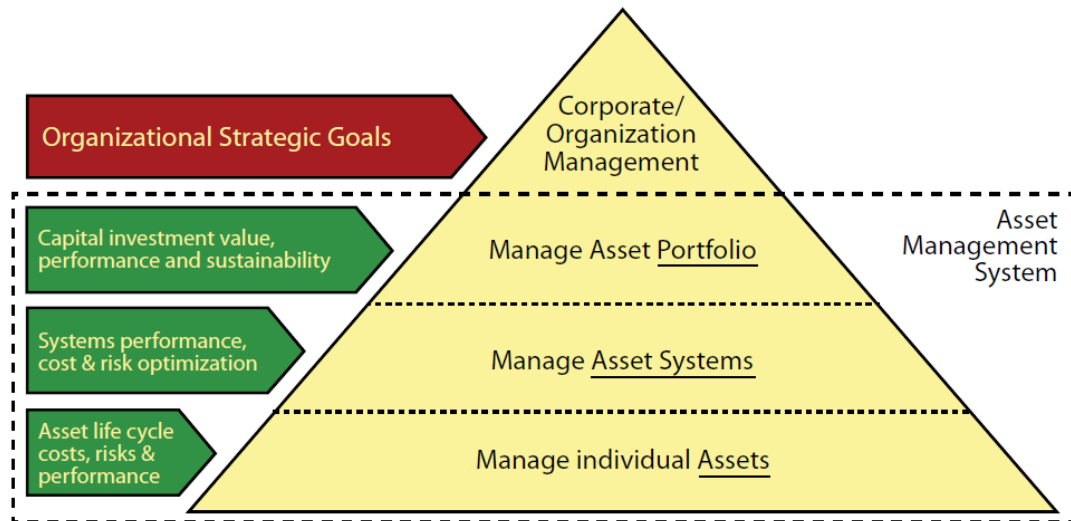 Organizational Strategic Goals
Corporate/
Organization
Management
Capital investment value,
performance and sustainability
Manage Asset Portfolio
Asset
Management
System
Systems performance,
cost & risk optimization
Manage Asset Systems
Asset life cycle
costs, risks &
performance
Manage individual Assets